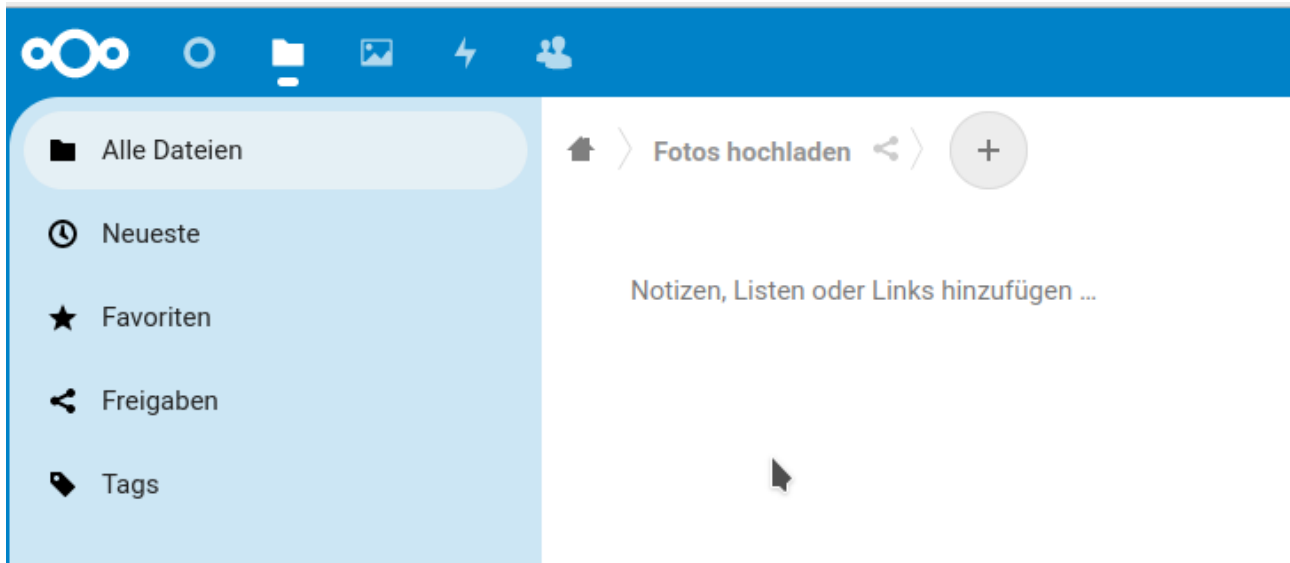 Alle Dateien
Fotos hochladen
Neueste
Notizen, Listen oder Links hinzufügen ...
Favoriten
Freigaben
Tags